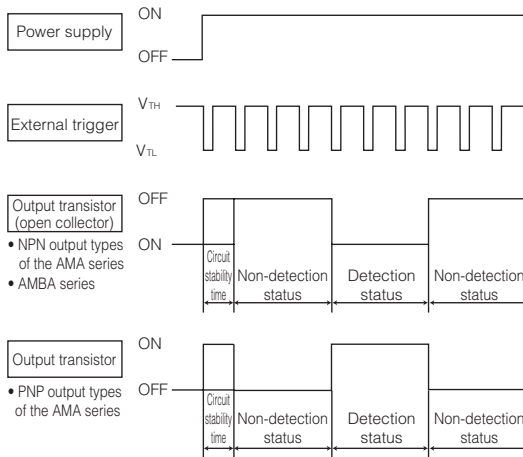 ON
Power supply
OFF
VTH
External trigger
VTL
OFF
Output transistor
(open collector)
ON
• NPN output types
of the AMA series
• AMBA series
Circuit
stability
time
Non-detection
status
Detection
status
Non-detection
status
ON
Output transistor
OFF
• PNP output types
of the AMA series
Circuit
stability
time
Non-detection
status
Detection
status
Non-detection
status